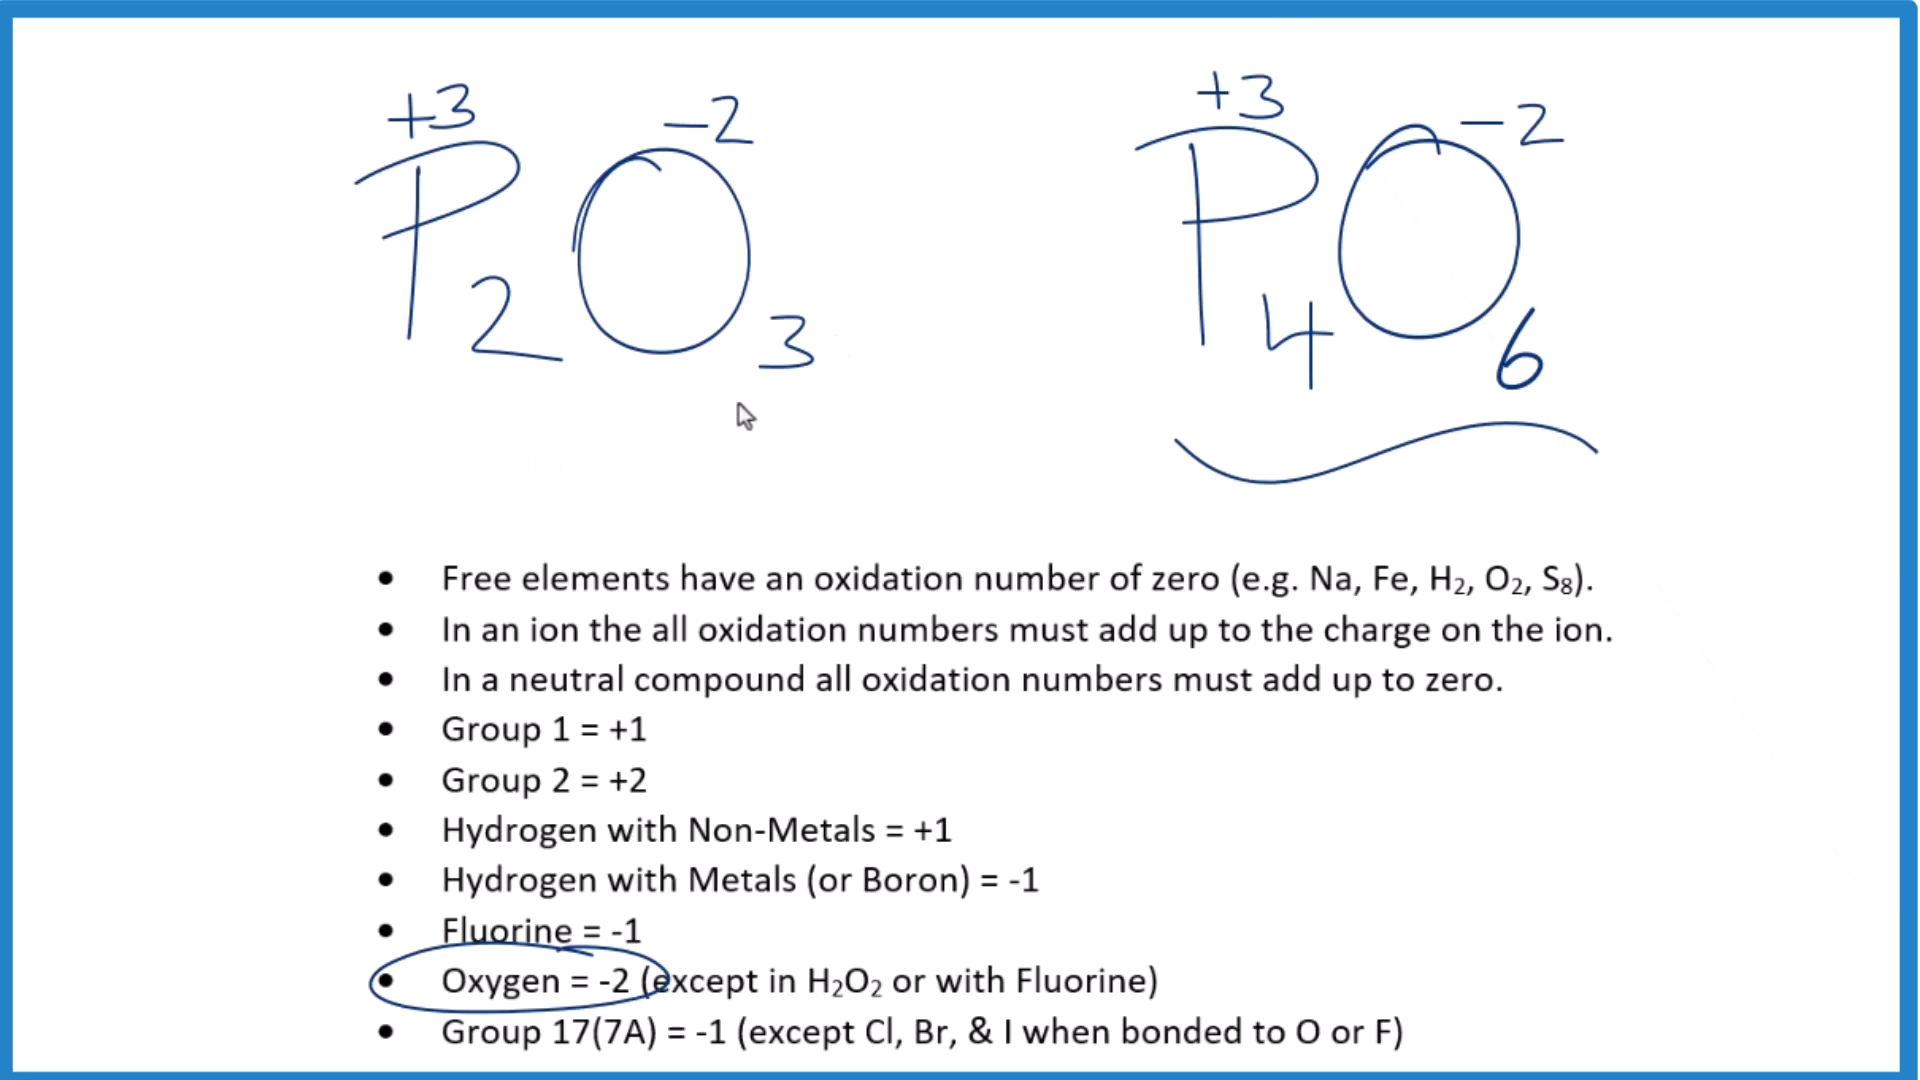 +3 -2
P₂O₃
+3 -2
P₄O₆
• Free elements have an oxidation number of zero (e.g. Na, Fe, H₂, O₂, S₈).
• In an ion the all oxidation numbers must add up to the charge on the ion.
• In a neutral compound all oxidation numbers must add up to zero.
• Group 1 = +1
• Group 2 = +2
• Hydrogen with Non-Metals = +1
• Hydrogen with Metals (or Boron) = -1
• Fluorine = -1
• Oxygen = -2 (except in H₂O₂ or with Fluorine)
• Group 17(7A) = -1 (except Cl, Br, & I when bonded to O or F)